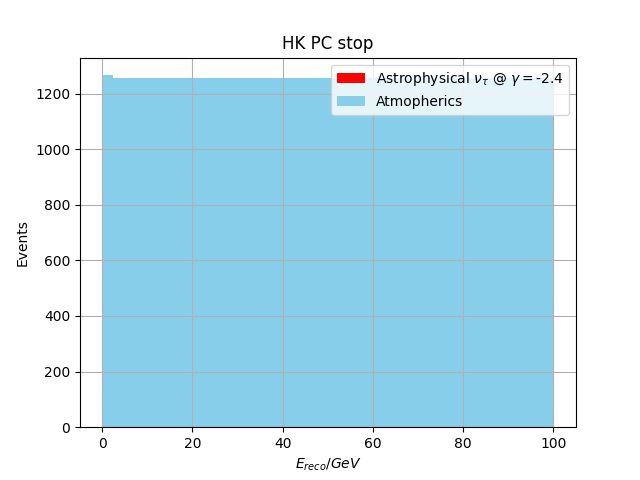 HK PC stop
Astrophysical ν_τ @ γ = -2.4
Atmopherics
Events
1200
1000
800
600
400
200
0
0 20 40 60 80 100
E_reco/GeV